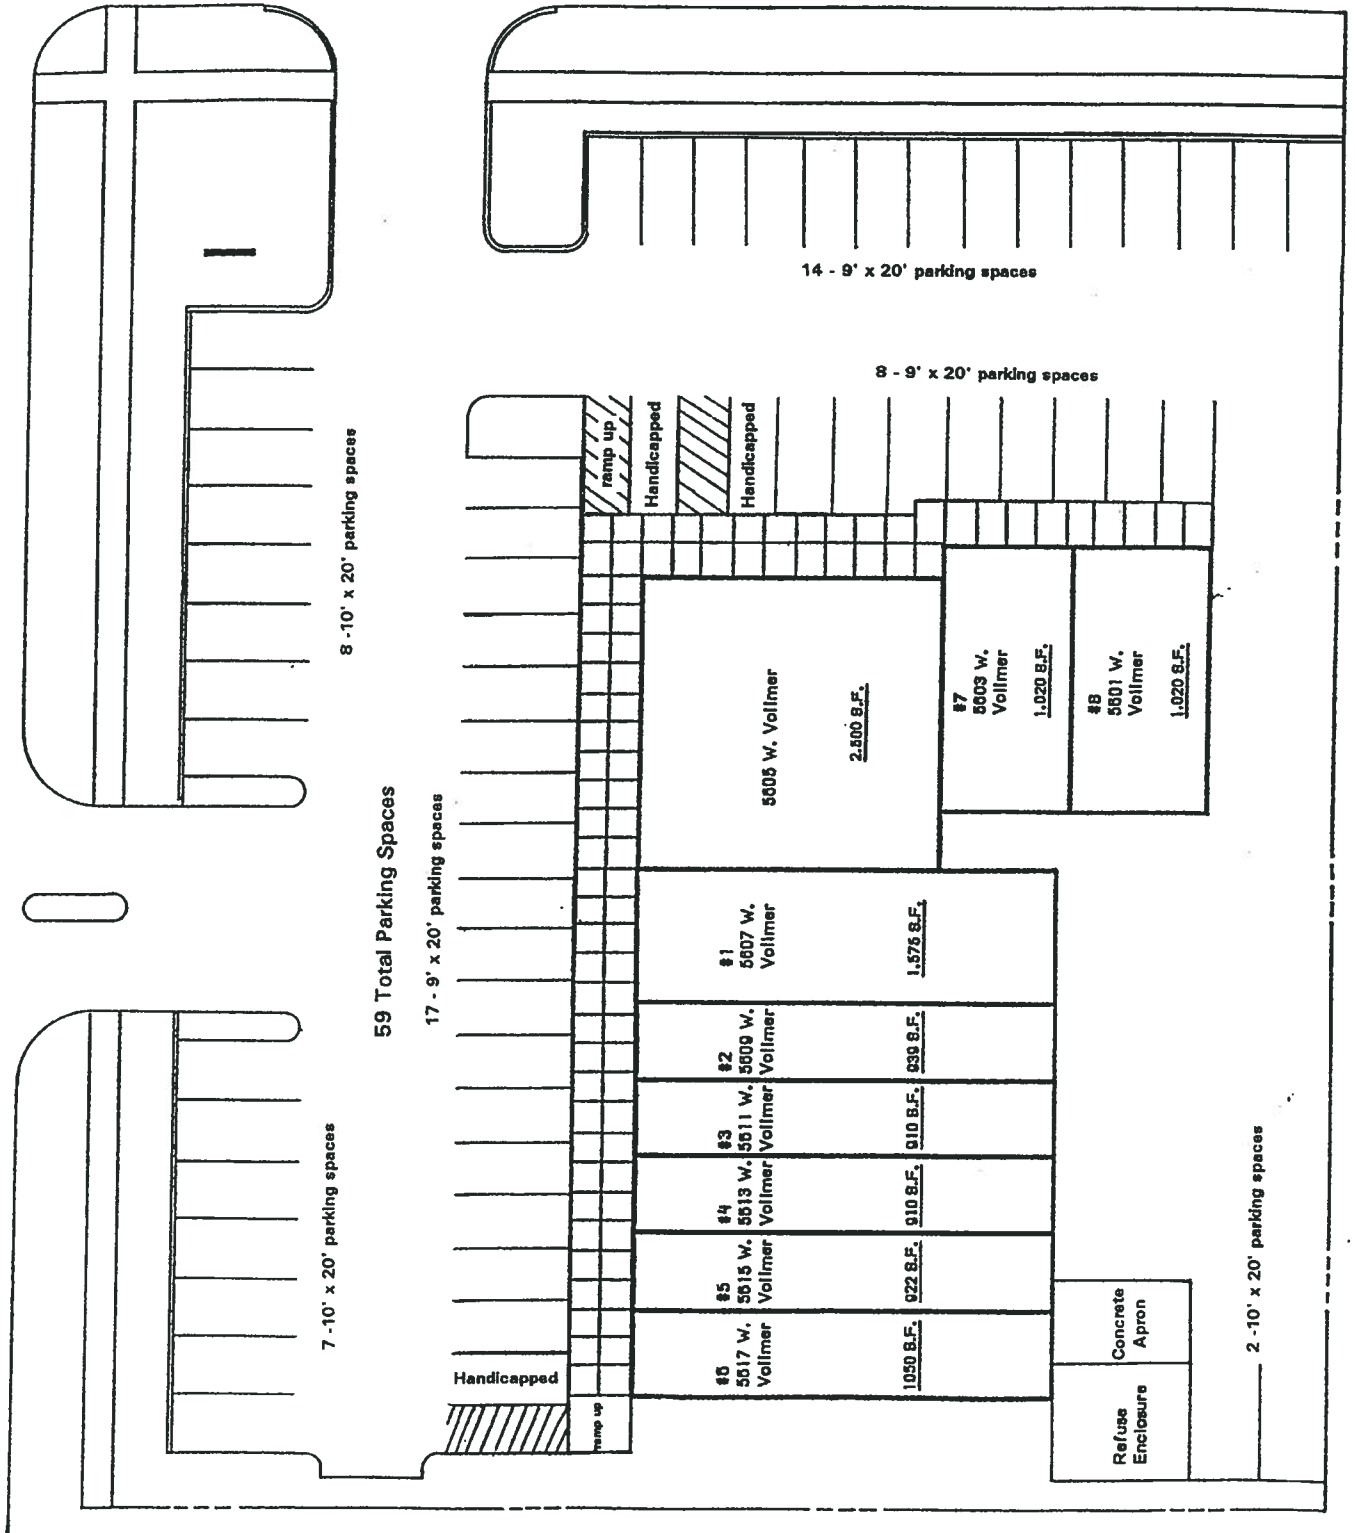 14 - 9' x 20' parking spaces
8 - 9' x 20' parking spaces
ramp up
Handicapped
Handicapped
8 -10' x 20' parking spaces
59 Total Parking Spaces
17 - 9' x 20' parking spaces
7 -10' x 20' parking spaces
5605 W. Vollmer
2,500 S.F.
#7
5603 W.
Vollmer
1,020 S.F.
#8
5601 W.
Vollmer
1,020 S.F.
#1
5607 W.
Vollmer
1,575 S.F.
#2
5609 W.
Vollmer
939 S.F.
#3
5611 W.
Vollmer
910 S.F.
#4
5613 W.
Vollmer
910 S.F.
#5
5615 W.
Vollmer
922 S.F.
#6
5617 W.
Vollmer
1050 S.F.
Handicapped
ramp up
Concrete
Apron
Refuse
Enclosure
2 -10' x 20' parking spaces